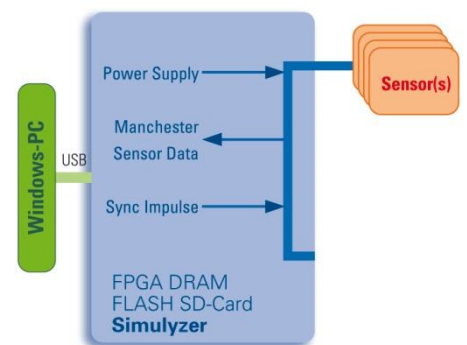 Power Supply
Sensor(s)
Manchester
Sensor Data
Windows-PC
USB
Sync Impulse
FPGA DRAM
FLASH SD-Card
Simulyzer